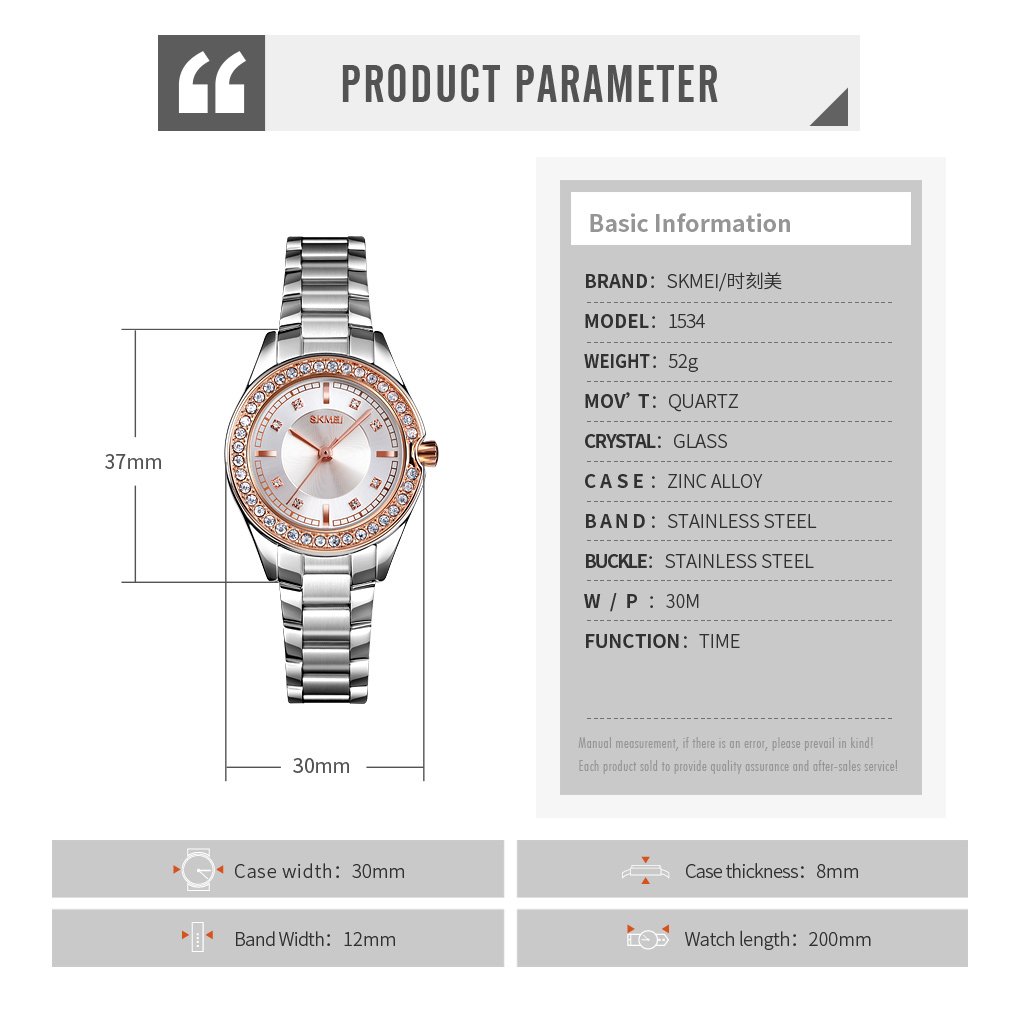 PRODUCT PARAMETER
Basic Information
BRAND: SKMEI/时刻美
MODEL: 1534
WEIGHT: 52g
MOV' T: QUARTZ
CRYSTAL: GLASS
CASE: ZINC ALLOY
BAND: STAINLESS STEEL
BUCKLE: STAINLESS STEEL
W / P : 30M
FUNCTION: TIME
Manual measurement, if there is an error, please prevail in kind!
Each product sold to provide quality assurance and after-sales service!
SKMEI
37mm
30mm
Case width: 30mm
Case thickness: 8mm
Band Width: 12mm
Watch length: 200mm